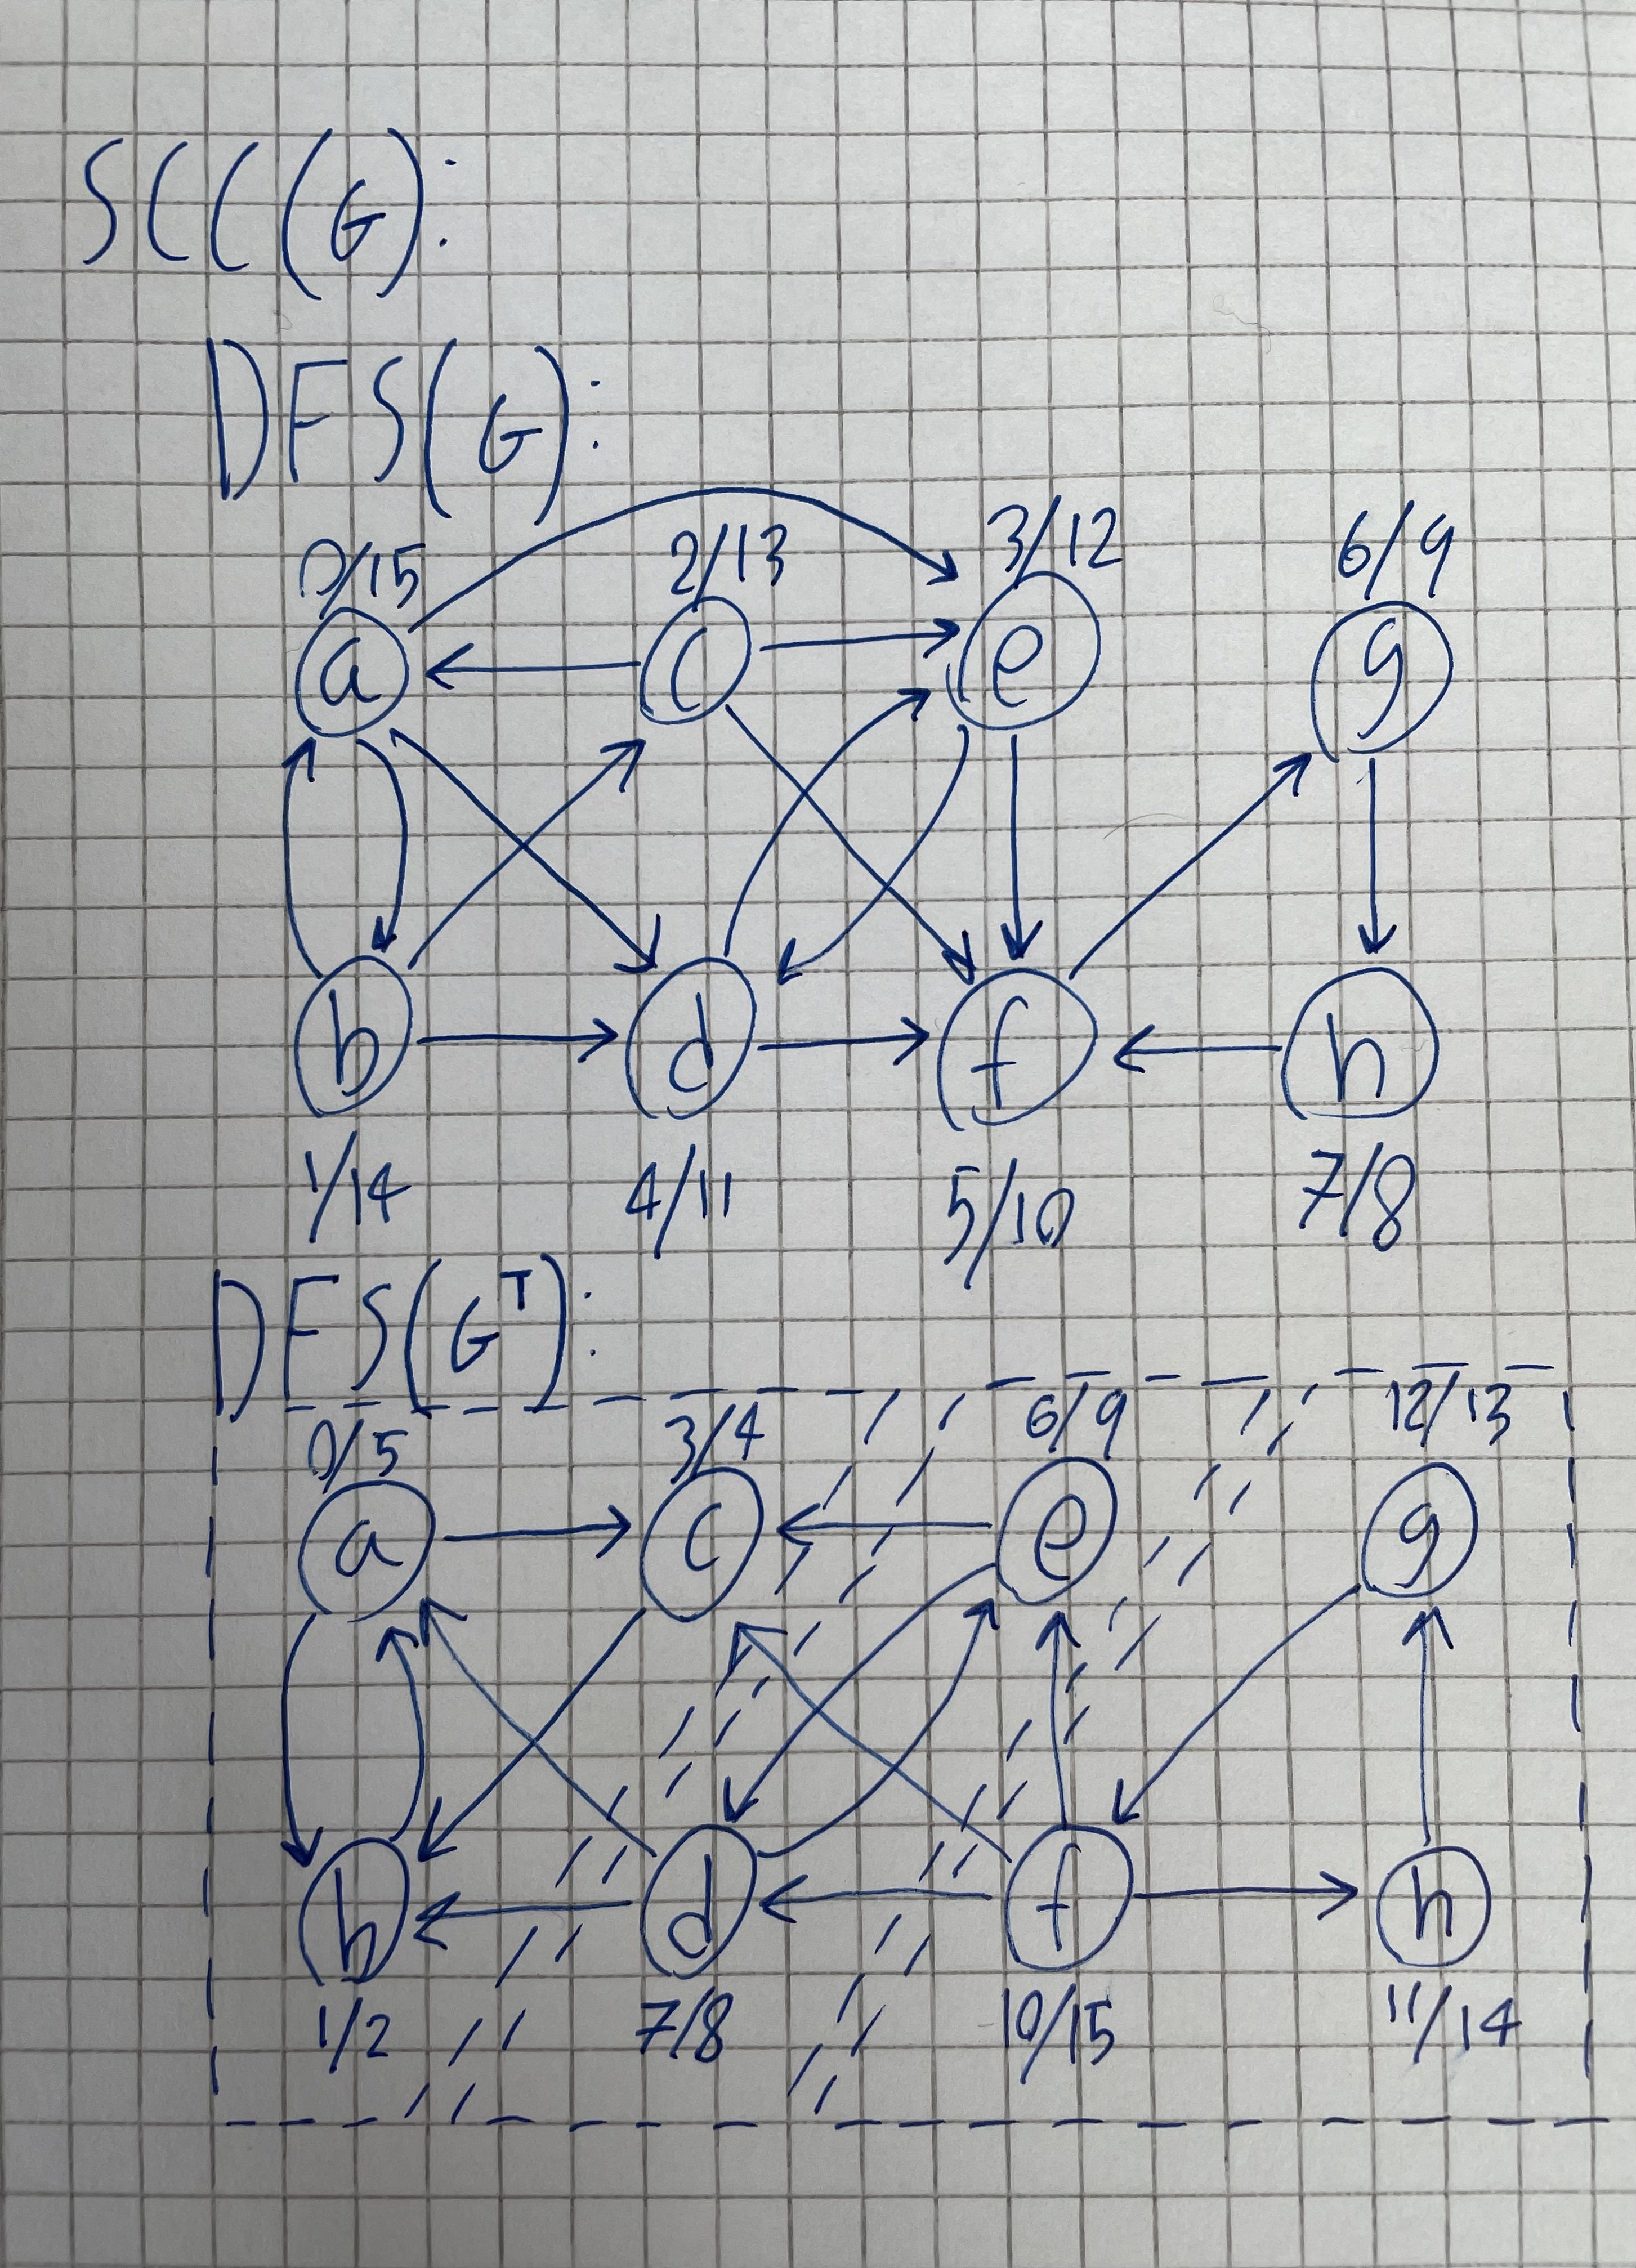 SCC(G):
DFS(G):
0/15 2/13 3/12 6/9
a c e g
b d f h
1/14 4/11 5/10 7/8
DFS(G^T):
0/5 3/4 6/9 12/13
a c e g
b d f h
1/2 7/8 10/15 11/14